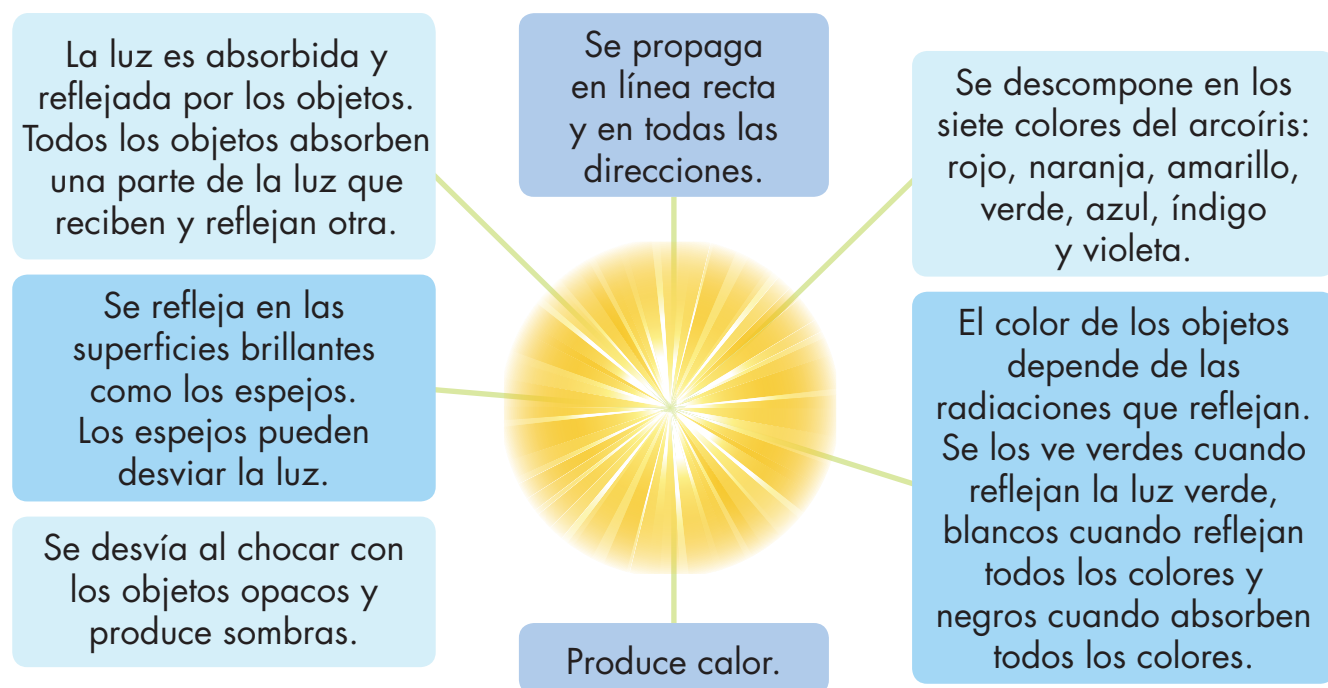 La luz es absorbida y
reflejada por los objetos.
Todos los objetos absorben
una parte de la luz que
reciben y reflejan otra.
Se propaga
en línea recta
y en todas las
direcciones.
Se descompone en los
siete colores del arcoíris:
rojo, naranja, amarillo,
verde, azul, índigo
y violeta.
Se refleja en las
superficies brillantes
como los espejos.
Los espejos pueden
desviar la luz.
El color de los objetos
depende de las
radiaciones que reflejan.
Se los ve verdes cuando
reflejan la luz verde,
blancos cuando reflejan
todos los colores y
negros cuando absorben
todos los colores.
Se desvía al chocar con
los objetos opacos y
produce sombras.
Produce calor.